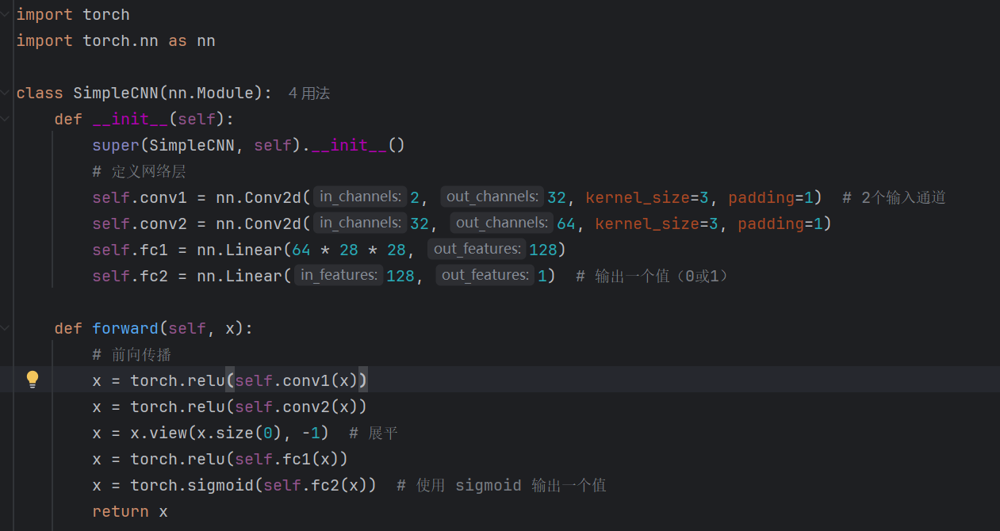 import torch
import torch.nn as nn
class SimpleCNN(nn.Module):  4 用法
    def __init__(self):
        super(SimpleCNN, self).__init__()
        # 定义网络层
        self.conv1 = nn.Conv2d( in_channels: 2,  out_channels: 32, kernel_size=3, padding=1)  # 2个输入通道
        self.conv2 = nn.Conv2d( in_channels: 32,  out_channels: 64, kernel_size=3, padding=1)
        self.fc1 = nn.Linear(64 * 28 * 28,  out_features: 128)
        self.fc2 = nn.Linear( in_features: 128,  out_features: 1)  # 输出一个值（0或1）
    def forward(self, x):
        # 前向传播
        x = torch.relu(self.conv1(x))
        x = torch.relu(self.conv2(x))
        x = x.view(x.size(0), -1)  # 展平
        x = torch.relu(self.fc1(x))
        x = torch.sigmoid(self.fc2(x))  # 使用 sigmoid 输出一个值
        return x